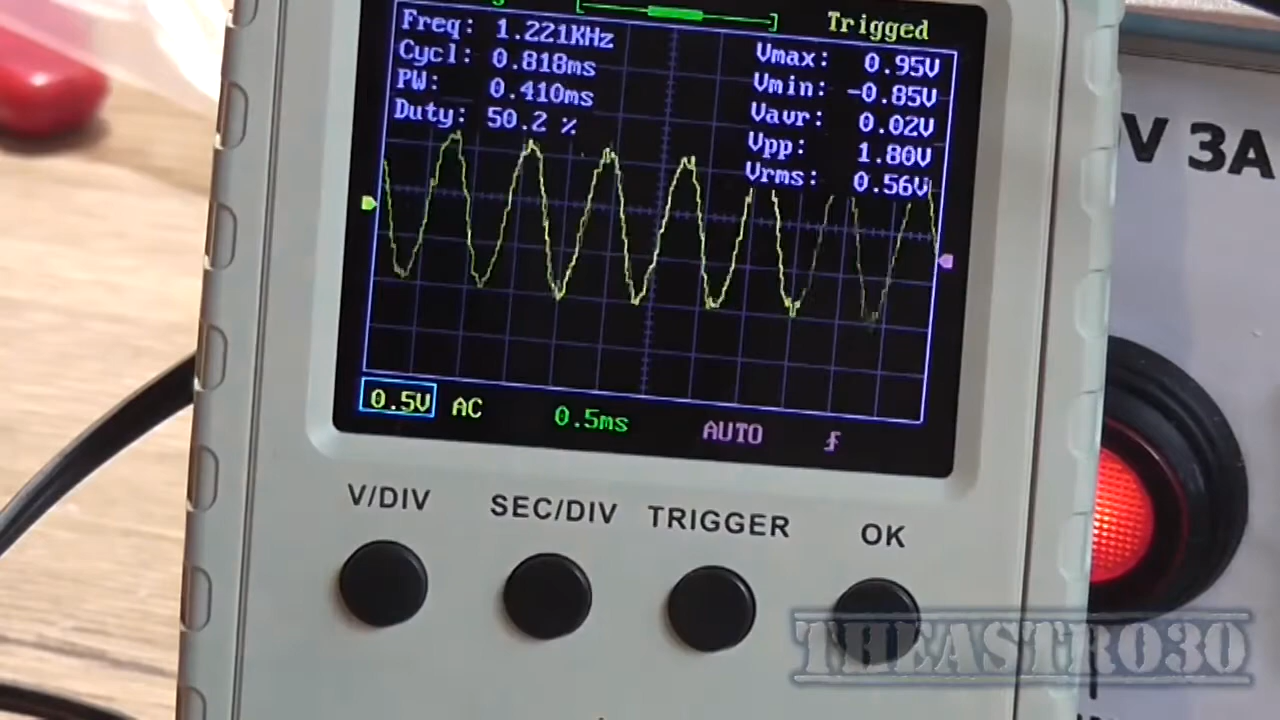 Trigged
Freq: 1.221KHz
Cycl: 0.818ms
PW: 0.410ms
Duty: 50.2 %
Vmax: 0.95V
Vmin: -0.85V
Vavr: 0.02V
Vpp: 1.80V
Vrms: 0.56V
0.5V AC 0.5ms AUTO
V/DIV SEC/DIV TRIGGER OK
V 3A
THEASTRO30